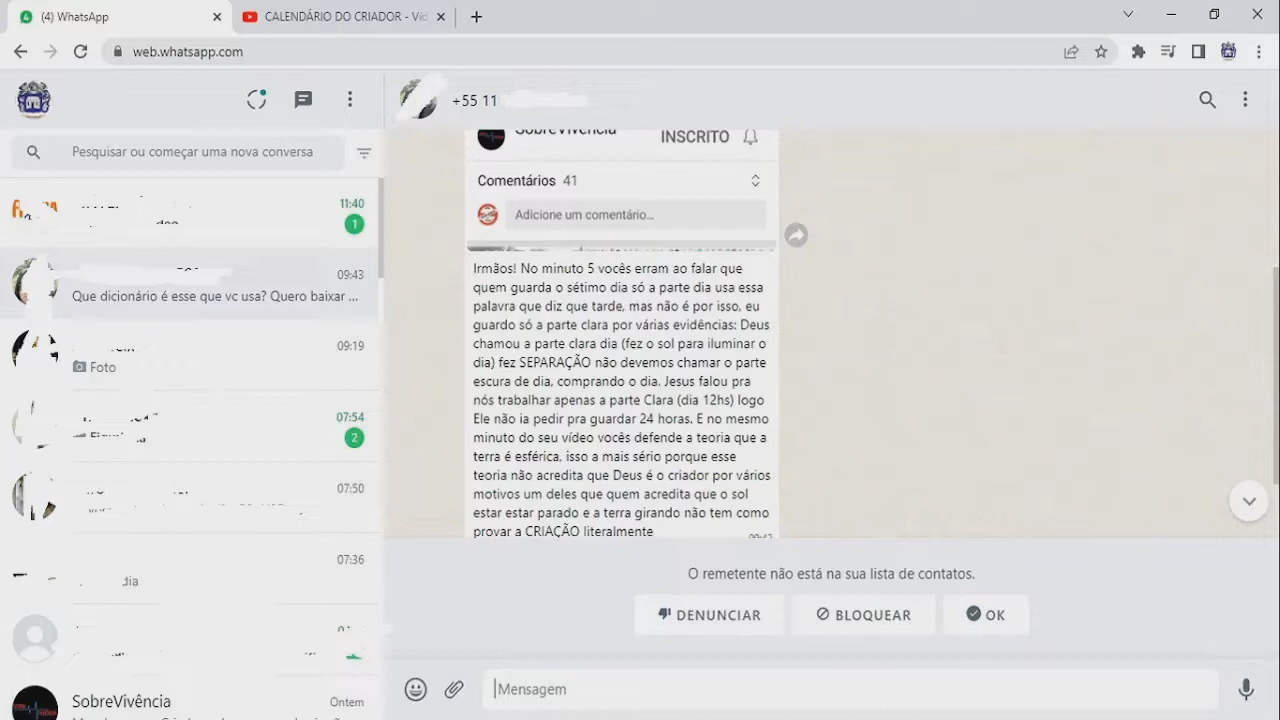 (4) WhatsApp
CALENDÁRIO DO CRIADOR - Víd
web.whatsapp.com
Pesquisar ou começar uma nova conversa
11:40
1
09:43
Que dicionário é esse que vc usa? Quero baixar ...
09:19
Foto
07:54
2
07:50
07:36
dia
SobreVivência
Ontem
+55 11
SobreVivência INSCRITO
Comentários 41
Adicione um comentário...
Irmãos! No minuto 5 vocês erram ao falar que
quem guarda o sétimo dia só a parte dia usa essa
palavra que diz que tarde, mas não é por isso, eu
guardo só a parte clara por várias evidências: Deus
chamou a parte clara dia (fez o sol para iluminar o
dia) fez SEPARAÇÃO não devemos chamar o parte
escura de dia, comprando o dia, Jesus falou pra
nós trabalhar apenas a parte Clara (dia 12hs) logo
Ele não ia pedir pra guardar 24 horas. E no mesmo
minuto do seu vídeo vocês defende a teoria que a
terra é esférica, isso a mais sério porque esse
teoria não acredita que Deus é o criador por vários
motivos um deles que quem acredita que o sol
estar estar parado e a terra girando não tem como
provar a CRIAÇÃO literalmente
09:43
O remetente não está na sua lista de contatos.
DENUNCIAR
BLOQUEAR
OK
Mensagem